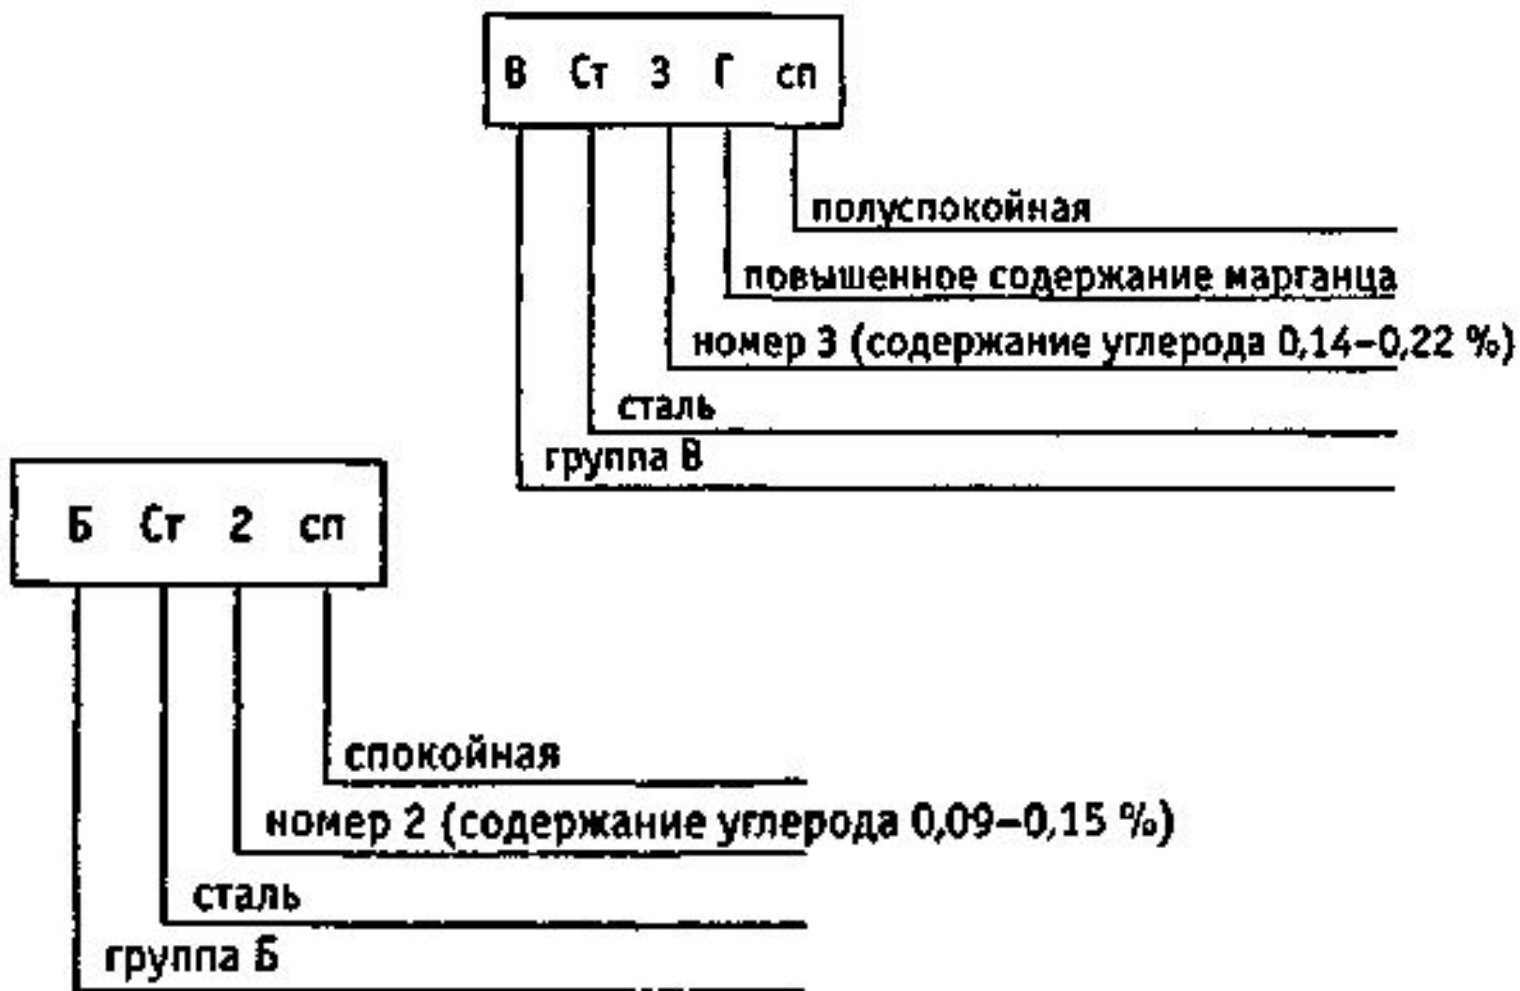 В Ст 3 Г сп
полуспокойная
повышенное содержание марганца
номер 3 (содержание углерода 0,14–0,22 %)
сталь
группа В
Б Ст 2 сп
спокойная
номер 2 (содержание углерода 0,09–0,15 %)
сталь
группа Б